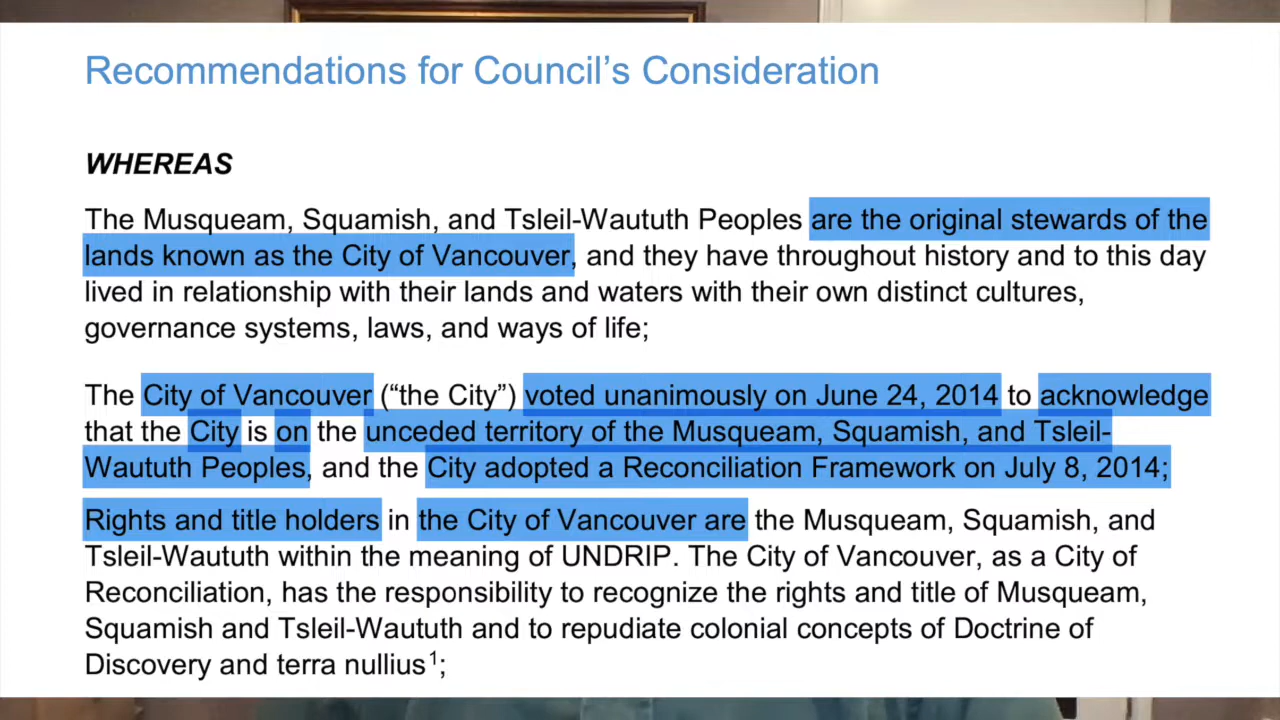 Recommendations for Council’s Consideration
WHEREAS
The Musqueam, Squamish, and Tsleil-Waututh Peoples are the original stewards of the
lands known as the City of Vancouver, and they have throughout history and to this day
lived in relationship with their lands and waters with their own distinct cultures,
governance systems, laws, and ways of life;
The City of Vancouver (“the City”) voted unanimously on June 24, 2014 to acknowledge
that the City is on the unceded territory of the Musqueam, Squamish, and Tsleil-
Waututh Peoples, and the City adopted a Reconciliation Framework on July 8, 2014;
Rights and title holders in the City of Vancouver are the Musqueam, Squamish, and
Tsleil-Waututh within the meaning of UNDRIP. The City of Vancouver, as a City of
Reconciliation, has the responsibility to recognize the rights and title of Musqueam,
Squamish and Tsleil-Waututh and to repudiate colonial concepts of Doctrine of
Discovery and terra nullius¹;